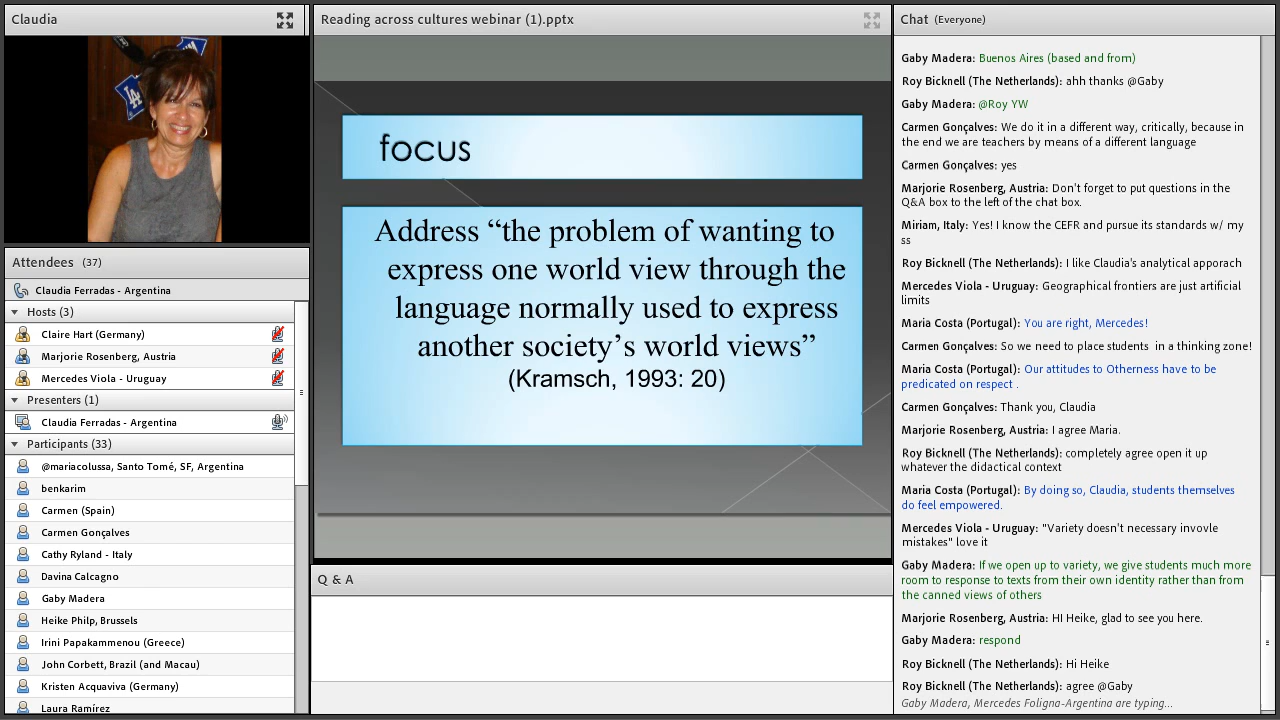 Claudia
LA
Attendees (37)
Claudia Ferradas - Argentina
Hosts (3)
Claire Hart (Germany)
Marjorie Rosenberg, Austria
Mercedes Viola - Uruguay
Presenters (1)
Claudia Ferradas - Argentina
Participants (33)
@mariacolussa, Santo Tomé, SF, Argentina
benkarim
Carmen (Spain)
Carmen Gonçalves
Cathy Ryland - Italy
Davina Calcagno
Gaby Madera
Heike Philp, Brussels
Irini Papakammenou (Greece)
John Corbett, Brazil (and Macau)
Kristen Acquaviva (Germany)
Laura Ramírez
Reading across cultures webinar (1).pptx
focus
Address “the problem of wanting to
express one world view through the
language normally used to express
another society’s world views”
(Kramsch, 1993: 20)
Q & A
Chat (Everyone)
Gaby Madera: Buenos Aires (based and from)
Roy Bicknell (The Netherlands): ahh thanks @Gaby
Gaby Madera: @Roy YW
Carmen Gonçalves: We do it in a different way, critically, because in
the end we are teachers by means of a different language
Carmen Gonçalves: yes
Marjorie Rosenberg, Austria: Don't forget to put questions in the
Q&A box to the left of the chat box.
Miriam, Italy: Yes! I know the CEFR and pursue its standards w/ my
ss
Roy Bicknell (The Netherlands): I like Claudia's analytical apporach
Mercedes Viola - Uruguay: Geographical frontiers are just artificial
limits
Maria Costa (Portugal): You are right, Mercedes!
Carmen Gonçalves: So we need to place students in a thinking zone!
Maria Costa (Portugal): Our attitudes to Otherness have to be
predicated on respect .
Carmen Gonçalves: Thank you, Claudia
Marjorie Rosenberg, Austria: I agree Maria.
Roy Bicknell (The Netherlands): completely agree open it up
whatever the didactical context
Maria Costa (Portugal): By doing so, Claudia, students themselves
do feel empowered.
Mercedes Viola - Uruguay: "Variety doesn't necessary invovle
mistakes" love it
Gaby Madera: If we open up to variety, we give students much more
room to response to texts from their own identity rather than from
the canned views of others
Marjorie Rosenberg, Austria: HI Heike, glad to see you here.
Gaby Madera: respond
Roy Bicknell (The Netherlands): Hi Heike
Roy Bicknell (The Netherlands): agree @Gaby
Gaby Madera, Mercedes Foligna-Argentina are typing...